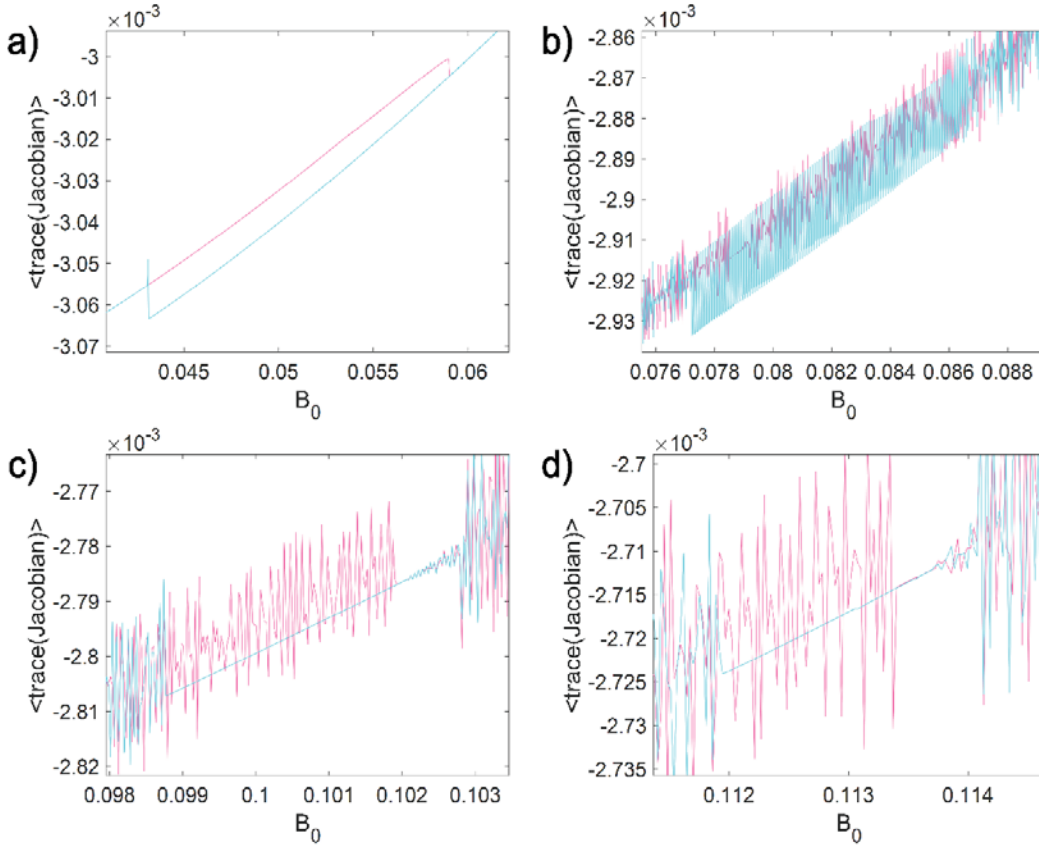 a)
×10⁻³
-3
-3.01
-3.02
-3.03
-3.04
-3.05
-3.06
-3.07
<trace(Jacobian)>
0.045 0.05 0.055 0.06
B₀
b)
×10⁻³
-2.86
-2.87
-2.88
-2.89
-2.9
-2.91
-2.92
-2.93
<trace(Jacobian)>
0.076 0.078 0.08 0.082 0.084 0.086 0.088
B₀
c)
×10⁻³
-2.77
-2.78
-2.79
-2.8
-2.81
-2.82
<trace(Jacobian)>
0.098 0.099 0.1 0.101 0.102 0.103
B₀
d)
×10⁻³
-2.7
-2.705
-2.71
-2.715
-2.72
-2.725
-2.73
-2.735
<trace(Jacobian)>
0.112 0.113 0.114
B₀